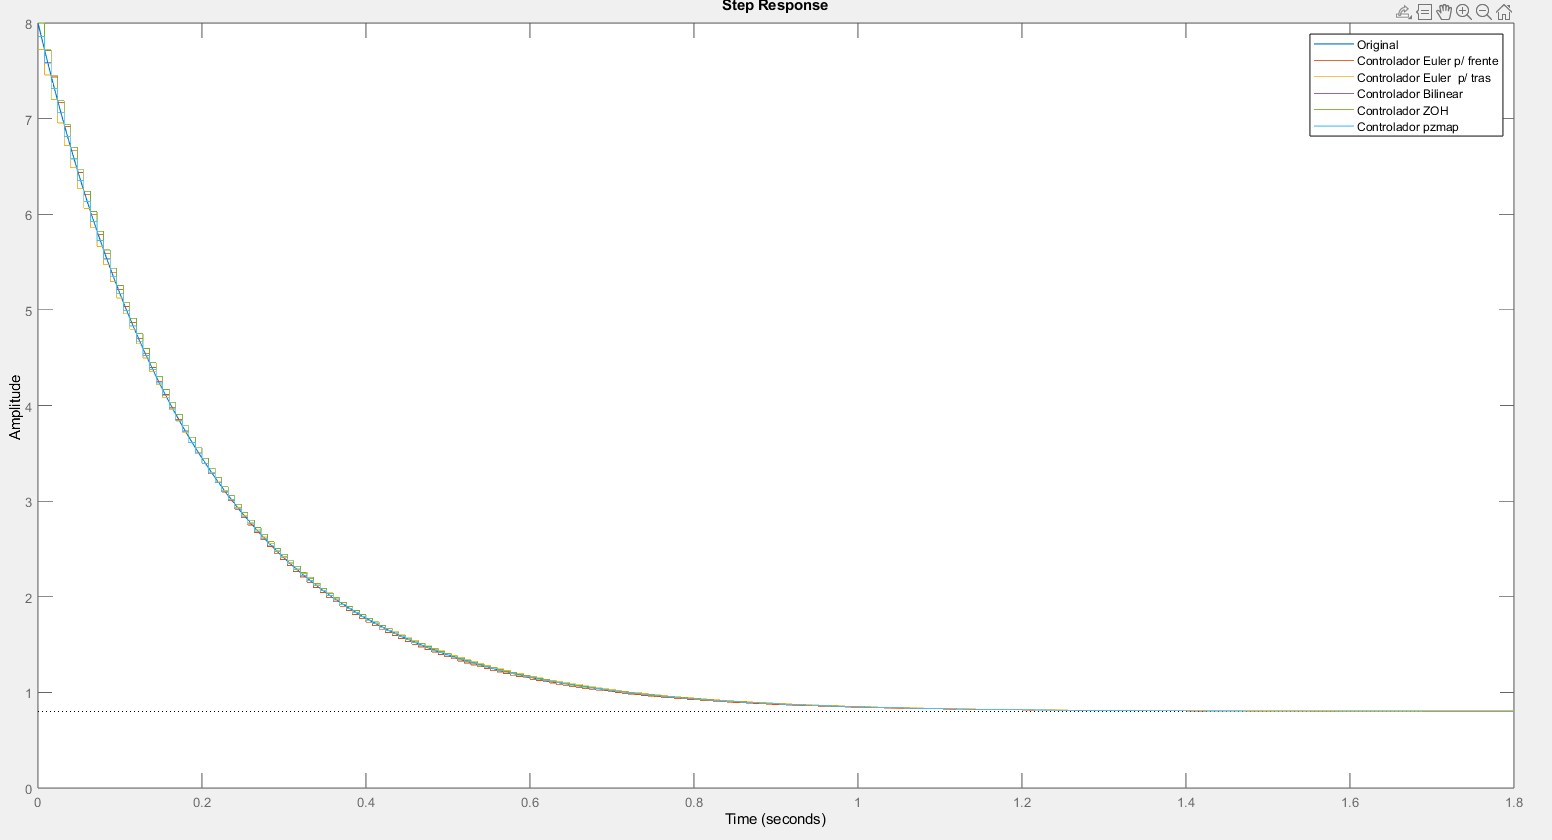 Step Response
Original
Controlador Euler p/ frente
Controlador Euler  p/ tras
Controlador Bilinear
Controlador ZOH
Controlador pzmap
8
7
6
5
4
3
2
1
0
Amplitude
0 0.2 0.4 0.6 0.8 1 1.2 1.4 1.6 1.8
Time (seconds)